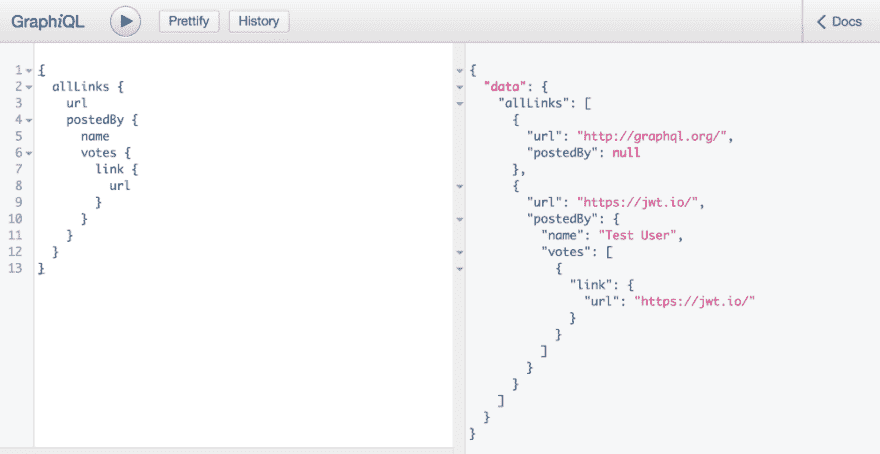 GraphiQL Prettify History Docs
1 {
2   allLinks {
3     url
4     postedBy {
5       name
6       votes {
7         link {
8           url
9         }
10       }
11     }
12   }
13 }
{
  "data": {
    "allLinks": [
      {
        "url": "http://graphql.org/",
        "postedBy": null
      },
      {
        "url": "https://jwt.io/",
        "postedBy": {
          "name": "Test User",
          "votes": [
            {
              "link": {
                "url": "https://jwt.io/"
              }
            }
          ]
        }
      }
    ]
  }
}